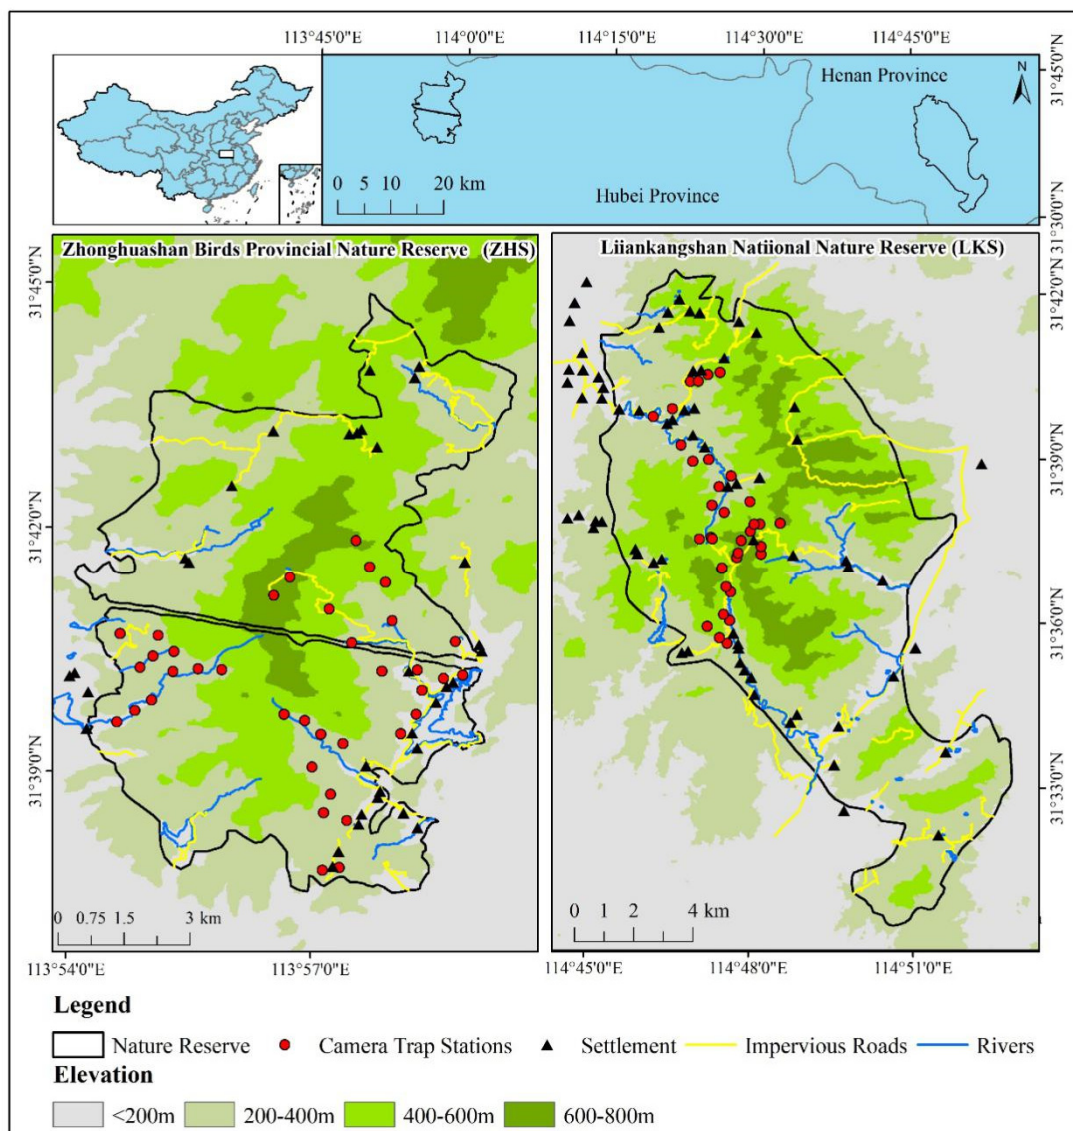 113°45'0"E 114°0'0"E 114°15'0"E 114°30'0"E 114°45'0"E
N
31°45'0"N
Henan Province
0 5 10 20 km
Hubei Province
31°30'0"N
Zhonghuashan Birds Provincial Nature Reserve (ZHS)
Liiankangshan Natiional Nature Reserve (LKS)
31°45'0"N
31°42'0"N
31°39'0"N
31°42'0"N
31°39'0"N
31°36'0"N
31°33'0"N
0 0.75 1.5 3 km
0 1 2 4 km
113°54'0"E 113°57'0"E
114°45'0"E 114°48'0"E 114°51'0"E
Legend
Nature Reserve Camera Trap Stations Settlement Impervious Roads Rivers
Elevation
<200m 200-400m 400-600m 600-800m